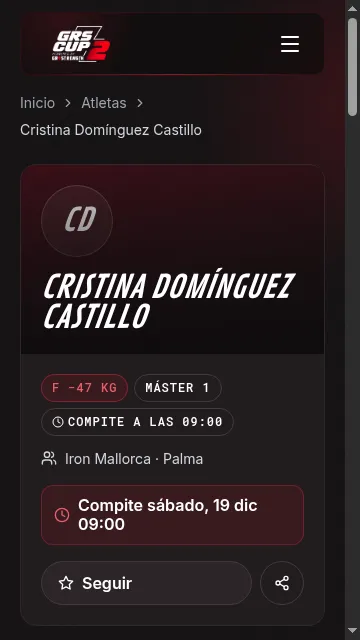 GRS
CUP 2
GRSTRENGTH
Inicio > Atletas >
Cristina Domínguez Castillo
CD
CRISTINA DOMÍNGUEZ
CASTILLO
F -47 KG
MÁSTER 1
COMPITE A LAS 09:00
Iron Mallorca · Palma
Compite sábado, 19 dic
09:00
Seguir